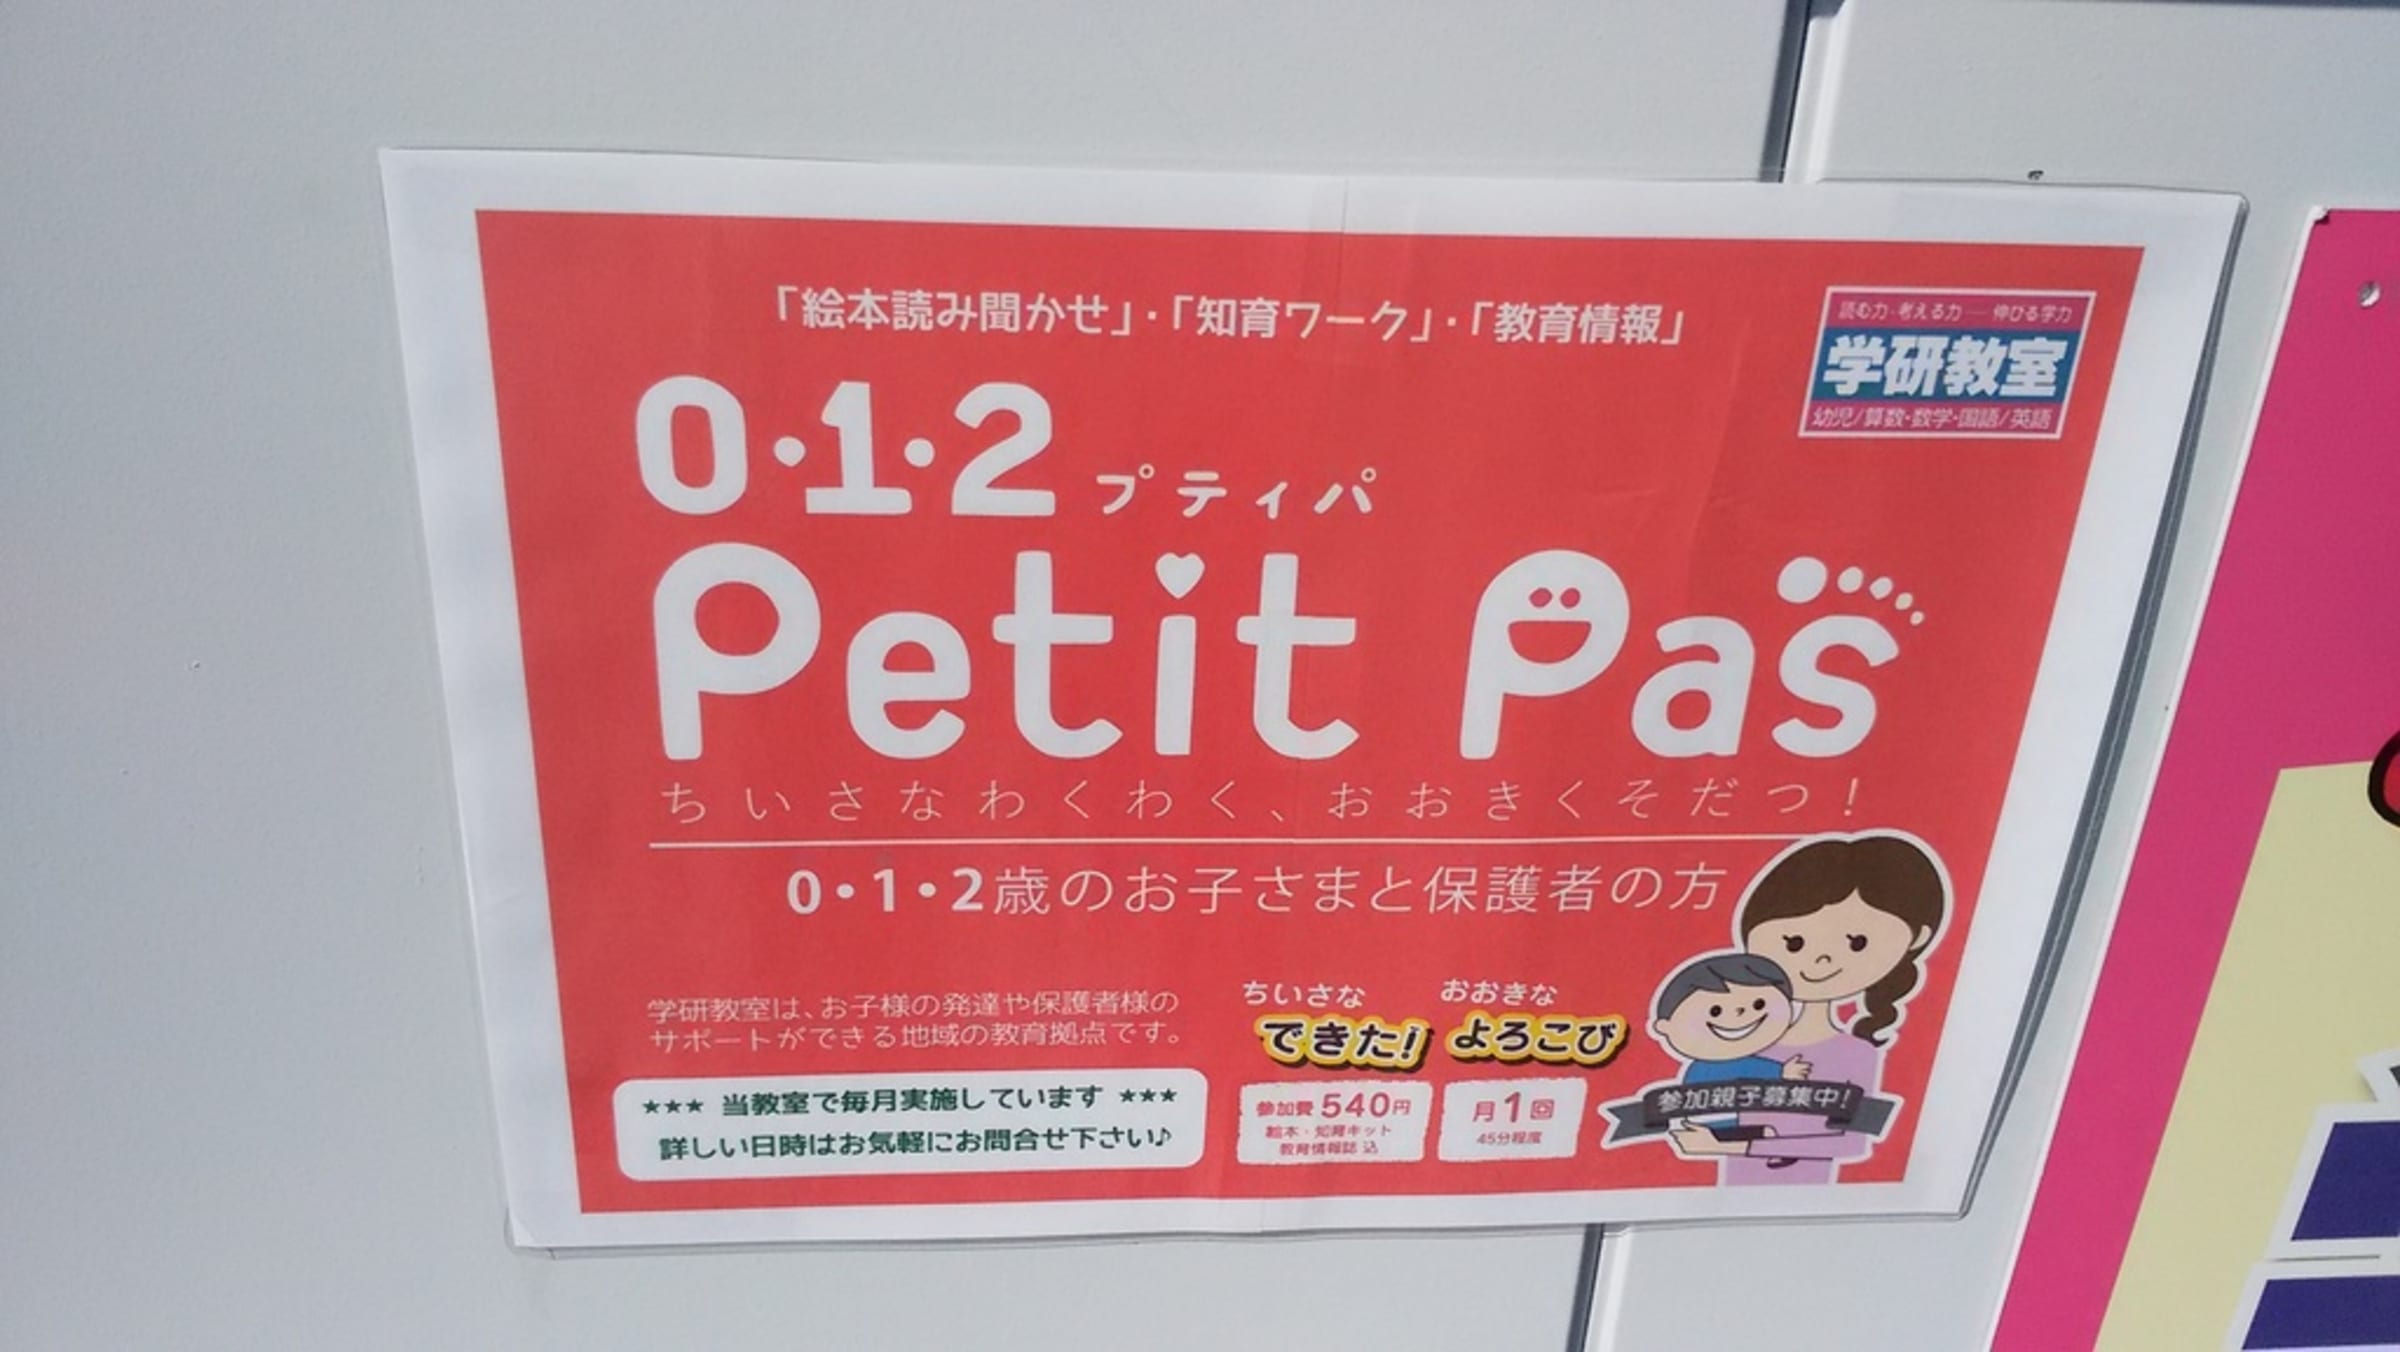 「絵本読み聞かせ」・「知育ワーク」・「教育情報」
読む力・考える力 ― 伸びる学力
学研教室
幼児/算数・数学・国語/英語
0・1・2 プティパ
Petit Pas
ちいさなわくわく、おおきくそだつ!
0・1・2歳のお子さまと保護者の方
学研教室は、お子様の発達や保護者様の
サポートができる地域の教育拠点です。
ちいさな
できた!
おおきな
よろこび
★★★ 当教室で毎月実施しています ★★★
詳しい日時はお気軽にお問合せ下さい♪
参加費 540円
絵本・知育キット
教育情報誌 込
月1回
45分程度
参加親子募集中!